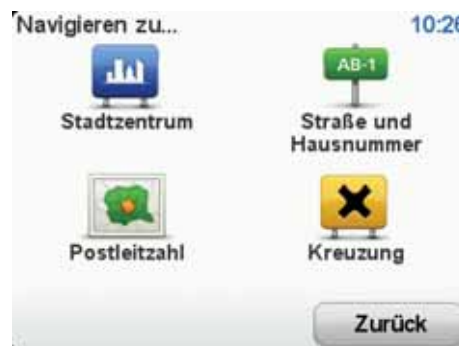 Navigieren zu...
10:26
AB-1
Stadtzentrum
Straße und
Hausnummer
Postleitzahl
Kreuzung
Zurück